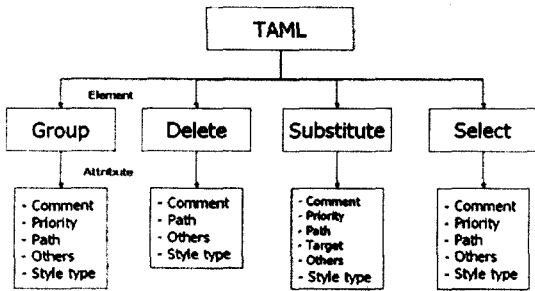 TAML
Element
Group
Delete
Substitute
Select
Attribute
- Comment
- Priority
- Path
- Others
- Style type
- Comment
- Path
- Others
- Style type
- Comment
- Priority
- Path
- Target
- Others
- Style type
- Comment
- Priority
- Path
- Others
- Style type